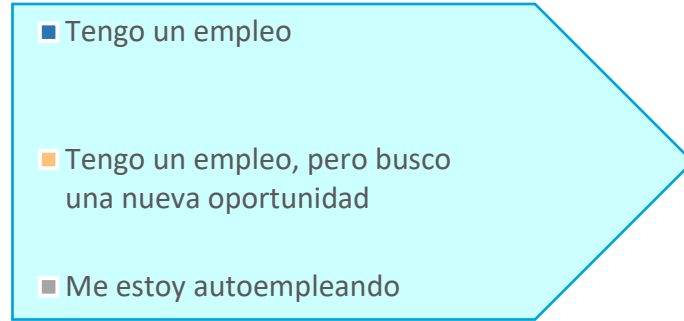 Tengo un empleo
Tengo un empleo, pero busco
una nueva oportunidad
Me estoy autoempleando